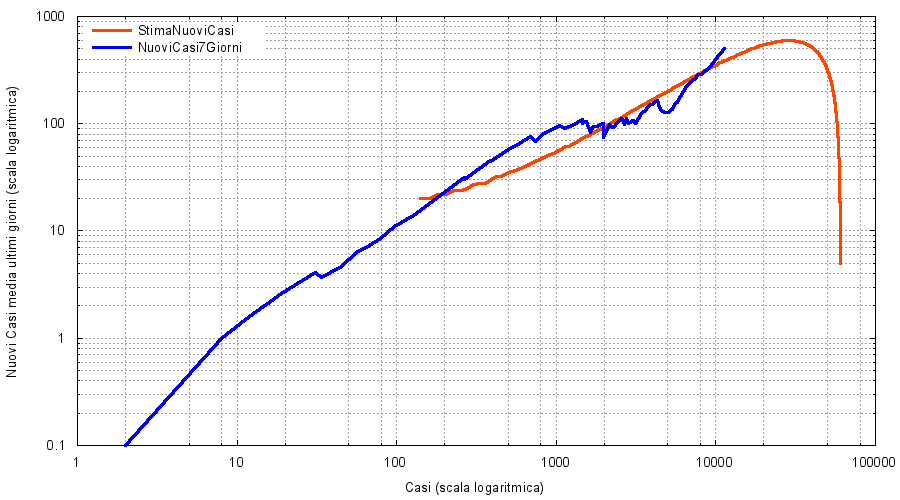 1000
StimaNuoviCasi
NuoviCasi7Giorni
100
10
1
0.1
Nuovi Casi media ultimi giorni (scala logaritmica)
1 10 100 1000 10000 100000
Casi (scala logaritmica)